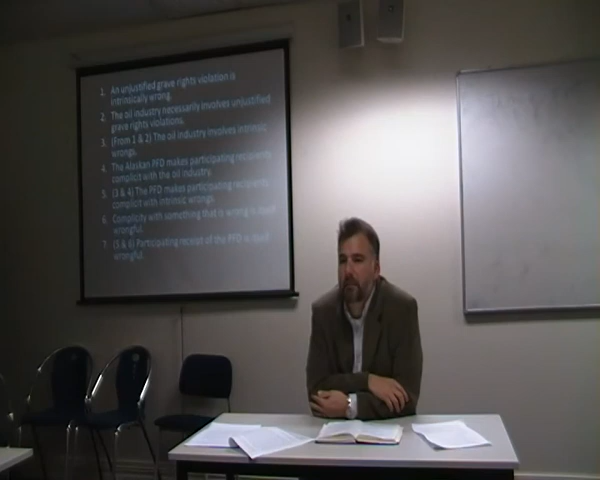 1. An unjustified grave rights violation is
intrinsically wrong.
2. The oil industry necessarily involves unjustified
grave rights violations.
3. (From 1 & 2) The oil industry involves intrinsic
wrongs.
4. The Alaskan PFD makes participating recipients
complicit with the oil industry.
5. (3 & 4) The PFD makes participating recipients
complicit with intrinsic wrongs.
6. Complicity with something that is wrong is itself
wrongful.
7. (5 & 6) Participating receipt of the PFD is itself
wrongful.